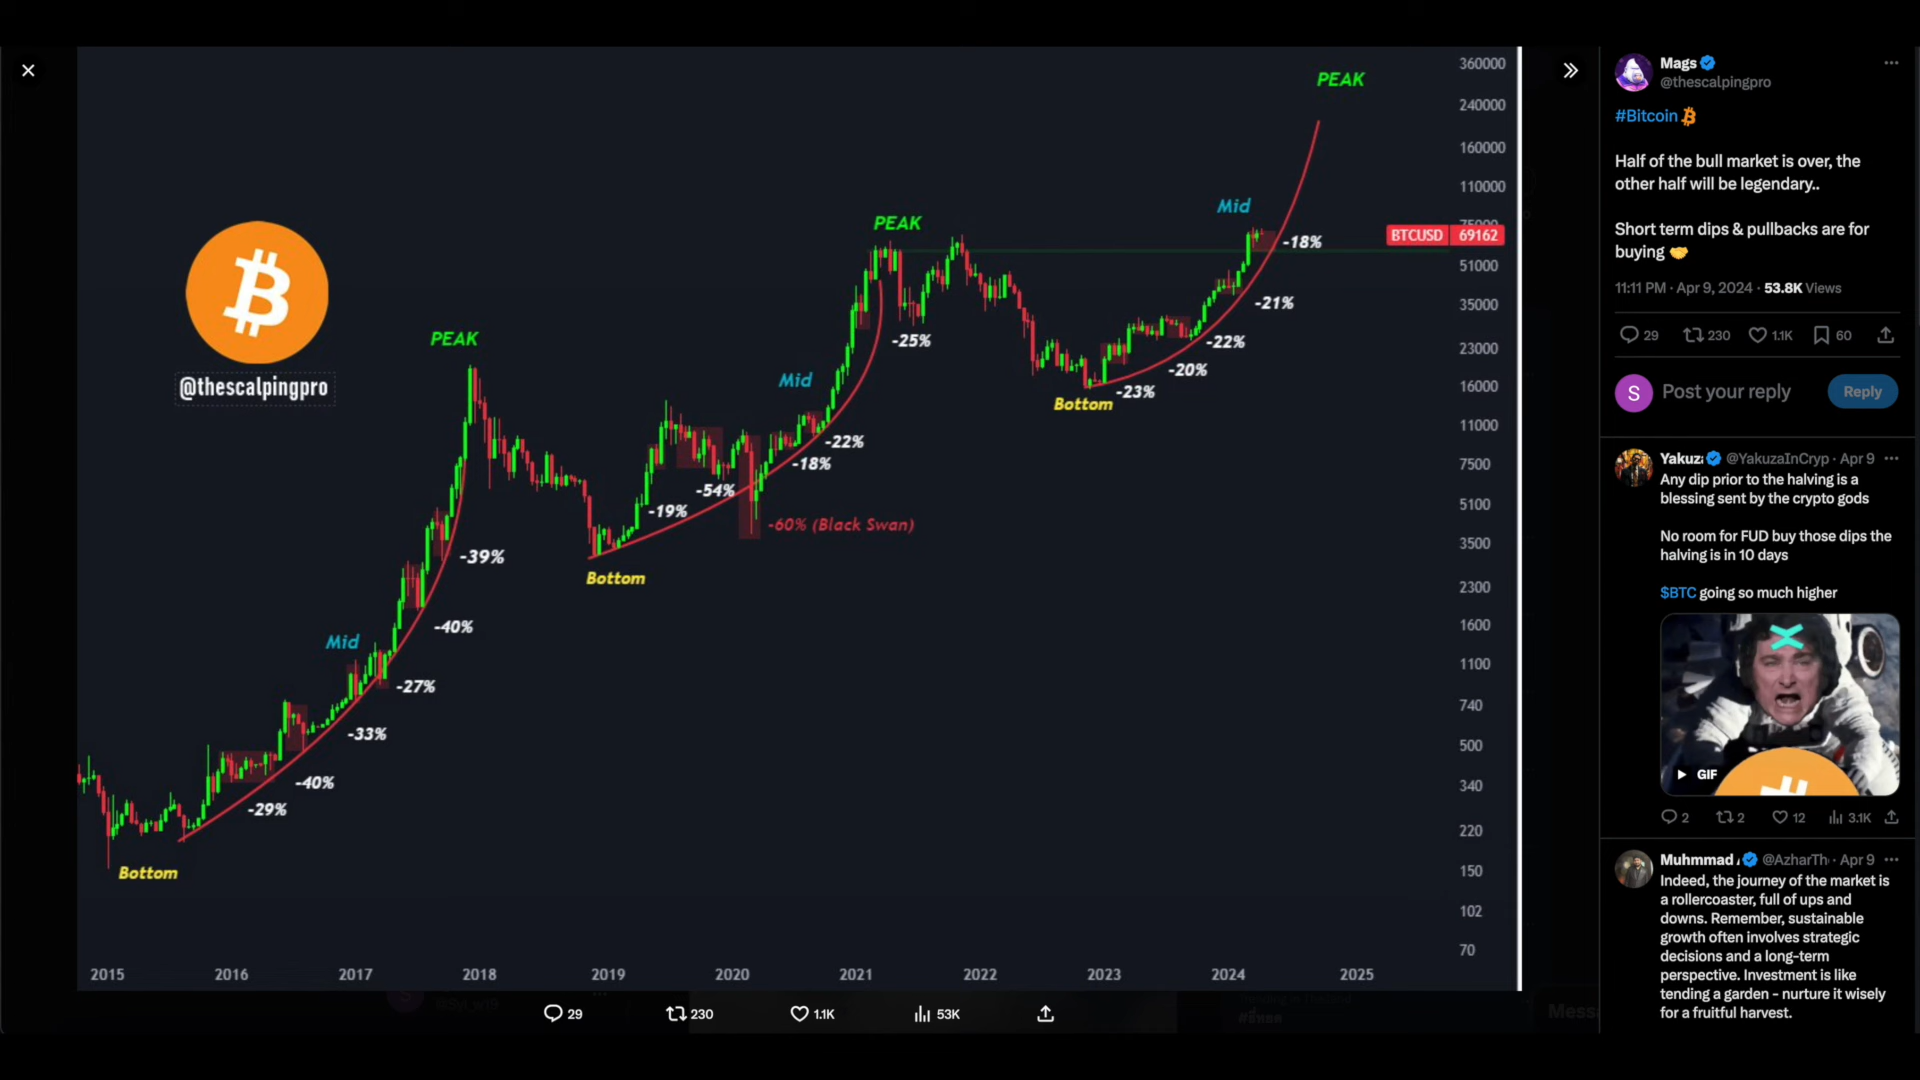 PEAK
360000
240000
160000
110000
75000
Mid
-18%
BTCUSD 69162
PEAK
51000
-21%
35000
-25%
-22%
23000
PEAK
-20%
Mid
16000
-23%
@thescalpingpro
Bottom
11000
-22%
-18%
7500
-54%
-19%
5100
-60% (Black Swan)
3500
-39%
Bottom
2300
-40%
1600
Mid
1100
-27%
740
-33%
500
-40%
340
-29%
220
Bottom
150
102
70
2015 2016 2017 2018 2019 2020 2021 2022 2023 2024 2025
29 230 1.1K 53K
Mags
@thescalpingpro
#Bitcoin
Half of the bull market is over, the
other half will be legendary..
Short term dips & pullbacks are for
buying
11:11 PM · Apr 9, 2024 · 53.8K Views
29 230 1.1K 60
S Post your reply Reply
Yakuz @YakuzaInCryp · Apr 9
Any dip prior to the halving is a
blessing sent by the crypto gods
No room for FUD buy those dips the
halving is in 10 days
$BTC going so much higher
GIF
2 2 12 3.1K
Muhmmad @AzharTh · Apr 9
Indeed, the journey of the market is
a rollercoaster, full of ups and
downs. Remember, sustainable
growth often involves strategic
decisions and a long-term
perspective. Investment is like
tending a garden - nurture it wisely
for a fruitful harvest.